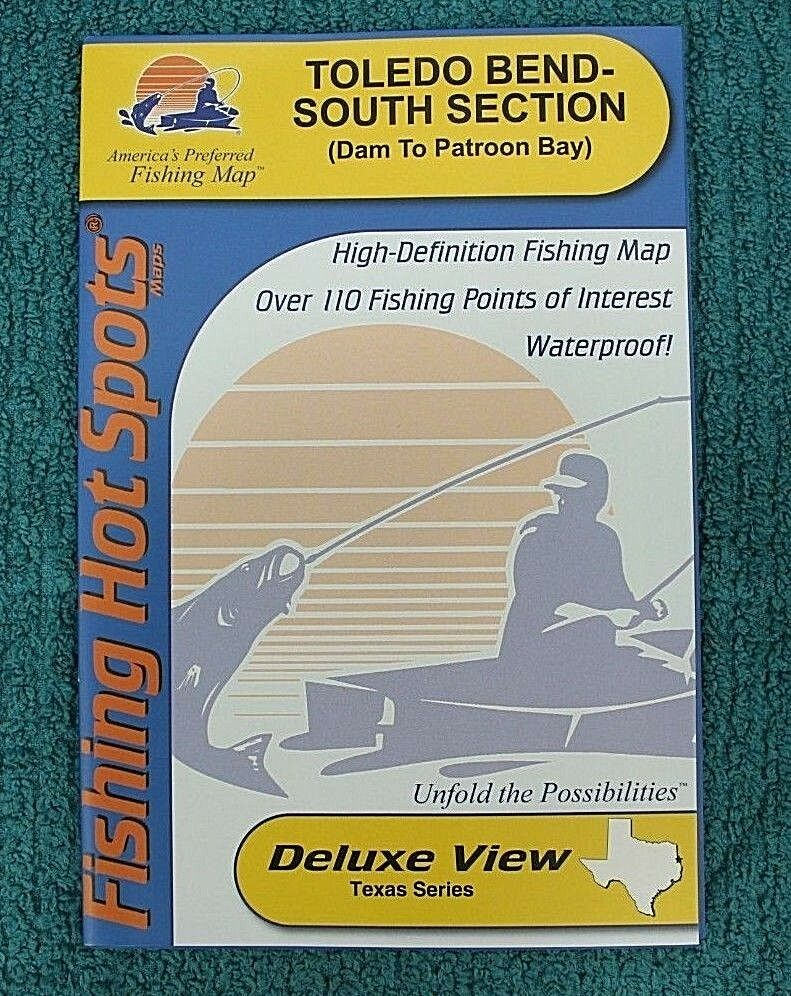 TOLEDO BEND-
SOUTH SECTION
(Dam To Patroon Bay)
America's Preferred
Fishing Map™
Fishing Hot Spots®
Maps
High-Definition Fishing Map
Over 110 Fishing Points of Interest
Waterproof!
Unfold the Possibilities™
Deluxe View
Texas Series